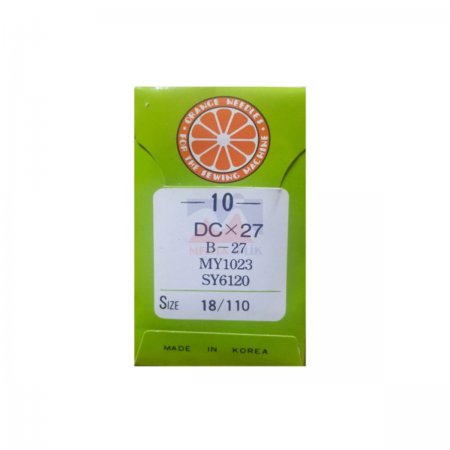 ORANGE NEEDLES
FOR THE SEWING MACHINE
—10—
DC×27
B-27
MY1023
SY6120
SIZE 18/110
MADE IN KOREA